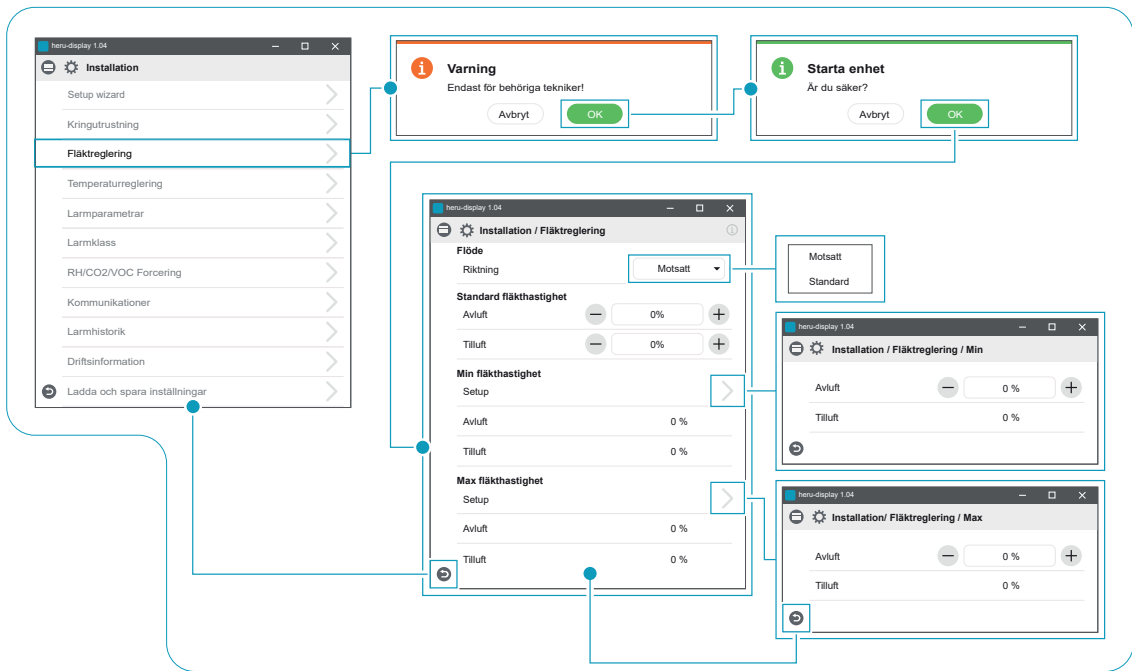 heru-display 1.04
Installation
Setup wizard
Kringutrustning
Fläktreglering
Temperaturreglering
Larmparametrar
Larmklass
RH/CO2/VOC Forcering
Kommunikationer
Larmhistorik
Driftsinformation
Ladda och spara inställningar
Varning
Endast för behöriga tekniker!
Avbryt OK
Starta enhet
Är du säker?
Avbryt OK
heru-display 1.04
Installation / Fläktreglering
Flöde
Riktning Motsatt
Standard fläkthastighet
Avluft 0%
Tilluft 0%
Min fläkthastighet
Setup
Avluft 0 %
Tilluft 0 %
Max fläkthastighet
Setup
Avluft 0 %
Tilluft 0 %
Motsatt
Standard
heru-display 1.04
Installation / Fläktreglering / Min
Avluft 0 %
Tilluft 0 %
heru-display 1.04
Installation/ Fläktreglering / Max
Avluft 0 %
Tilluft 0 %